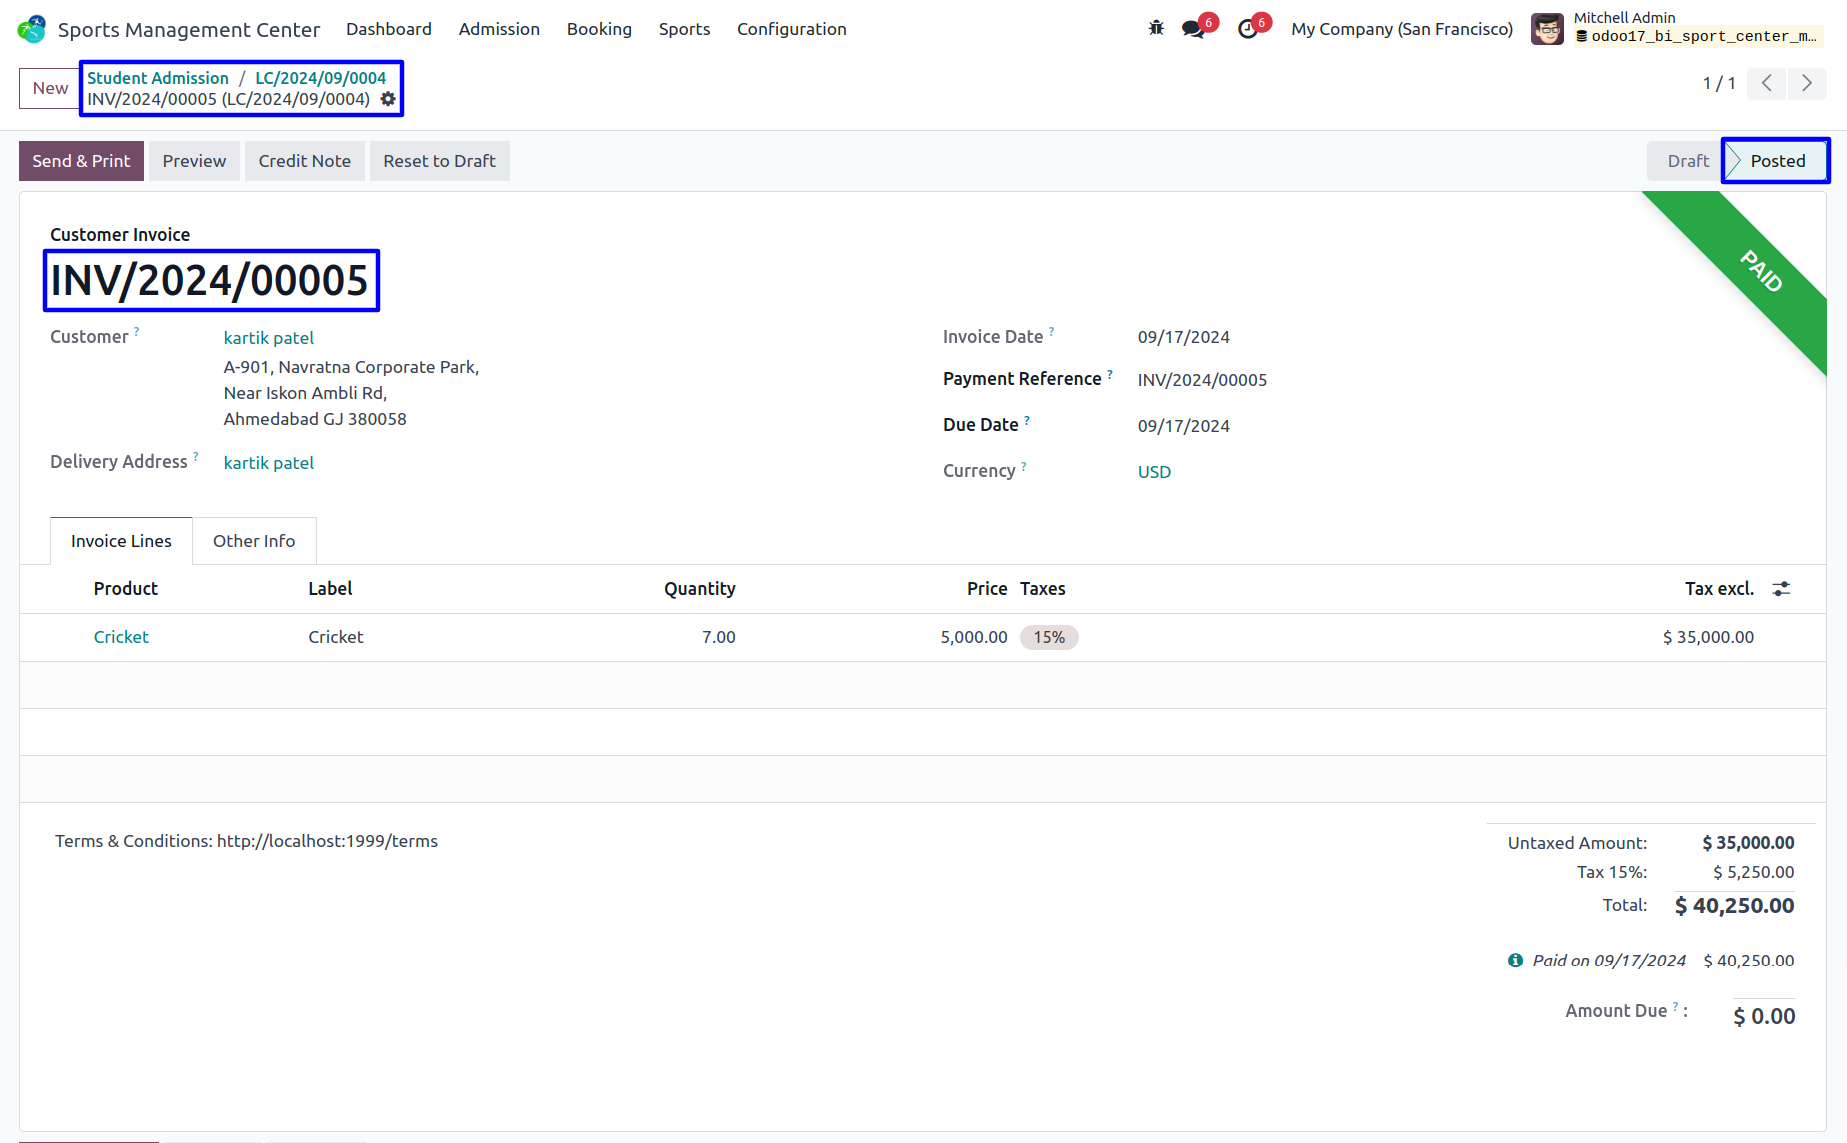 Sports Management Center Dashboard Admission Booking Sports Configuration 6 6 My Company (San Francisco) Mitchell Admin
odoo17_bi_sport_center_m...
New Student Admission / LC/2024/09/0004
INV/2024/00005 (LC/2024/09/0004)
1 / 1
Send & Print Preview Credit Note Reset to Draft Draft Posted
PAID
Customer Invoice
INV/2024/00005
Customer ? kartik patel
A-901, Navratna Corporate Park,
Near Iskon Ambli Rd,
Ahmedabad GJ 380058
Delivery Address ? kartik patel
Invoice Date ? 09/17/2024
Payment Reference ? INV/2024/00005
Due Date ? 09/17/2024
Currency ? USD
Invoice Lines Other Info
Product Label Quantity Price Taxes Tax excl.
Cricket Cricket 7.00 5,000.00 15% $ 35,000.00
Terms & Conditions: http://localhost:1999/terms
Untaxed Amount: $ 35,000.00
Tax 15%: $ 5,250.00
Total: $ 40,250.00
Paid on 09/17/2024 $ 40,250.00
Amount Due ? : $ 0.00